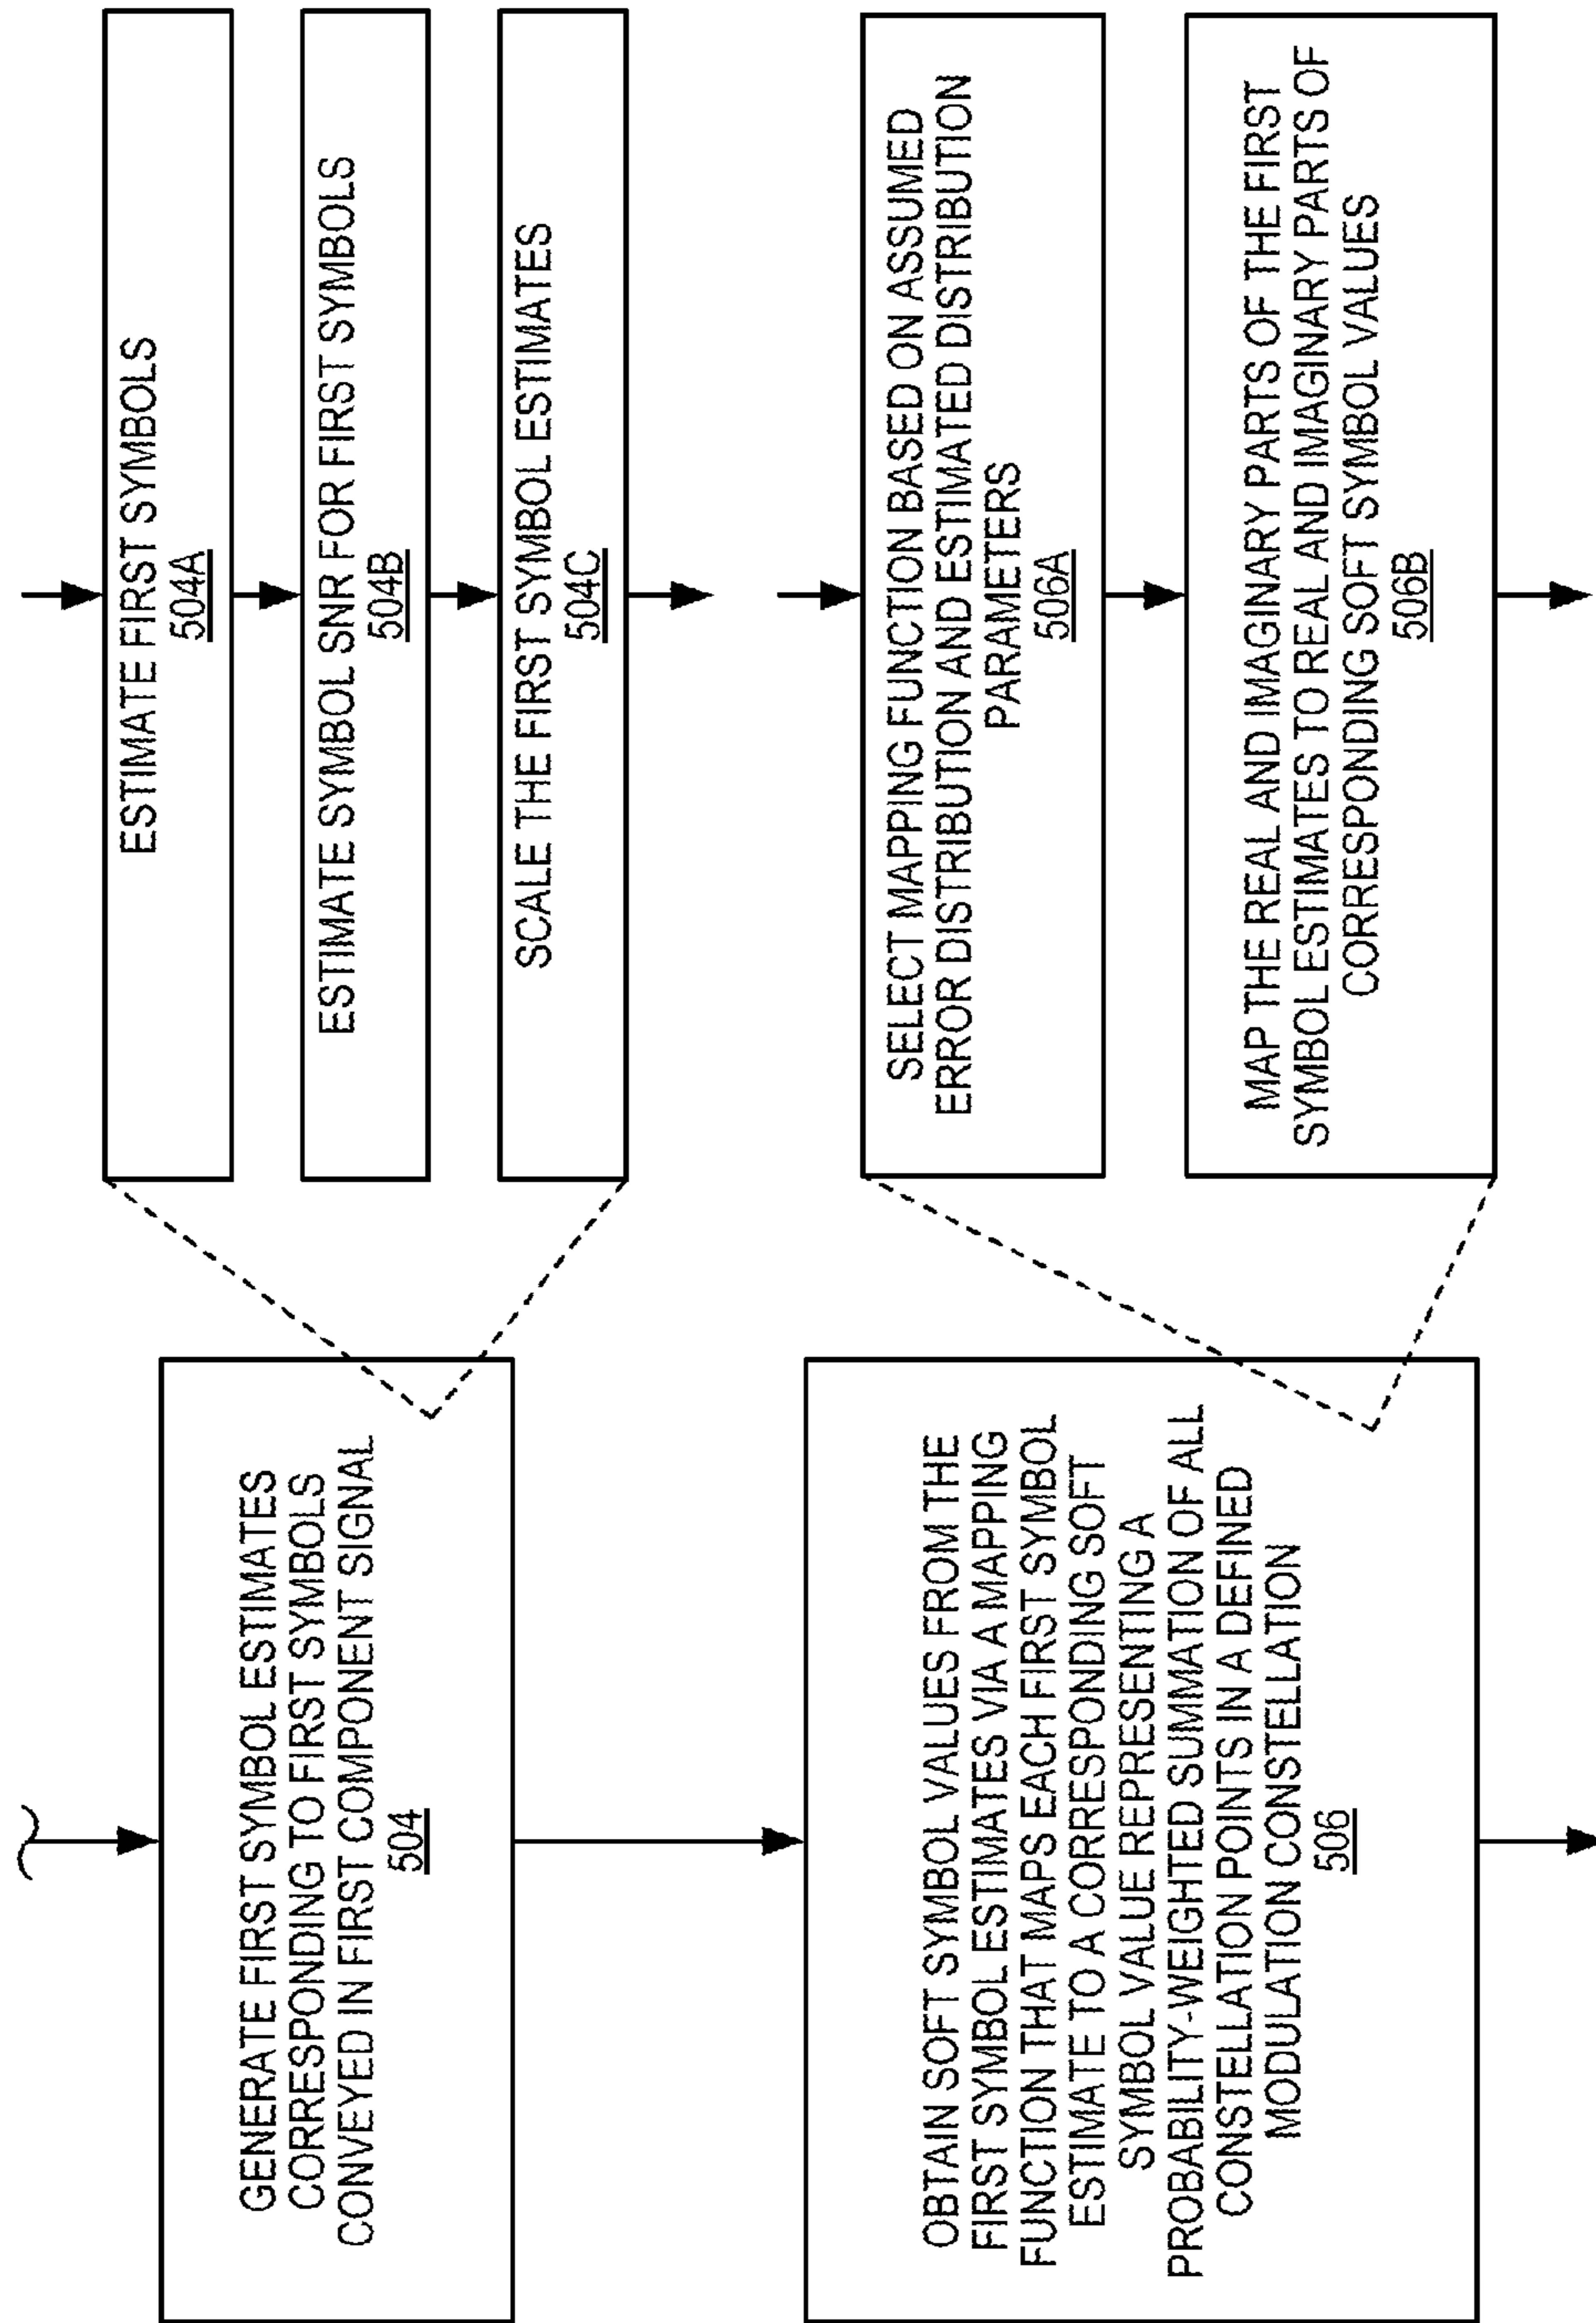 GENERATE FIRST SYMBOL ESTIMATES
CORRESPONDING TO FIRST SYMBOLS
CONVEYED IN FIRST COMPONENT SIGNAL
504
OBTAIN SOFT SYMBOL VALUES FROM THE
FIRST SYMBOL ESTIMATES VIA A MAPPING
FUNCTION THAT MAPS EACH FIRST SYMBOL
ESTIMATE TO A CORRESPONDING SOFT
SYMBOL VALUE REPRESENTING A
PROBABILITY-WEIGHTED SUMMATION OF ALL
CONSTELLATION POINTS IN A DEFINED
MODULATION CONSTELLATION
506
ESTIMATE FIRST SYMBOLS
504A
ESTIMATE SYMBOL SNR FOR FIRST SYMBOLS
504B
SCALE THE FIRST SYMBOL ESTIMATES
504C
SELECT MAPPING FUNCTION BASED ON ASSUMED
ERROR DISTRIBUTION AND ESTIMATED DISTRIBUTION
PARAMETERS
506A
MAP THE REAL AND IMAGINARY PARTS OF THE FIRST
SYMBOL ESTIMATES TO REAL AND IMAGINARY PARTS OF
CORRESPONDING SOFT SYMBOL VALUES
506B